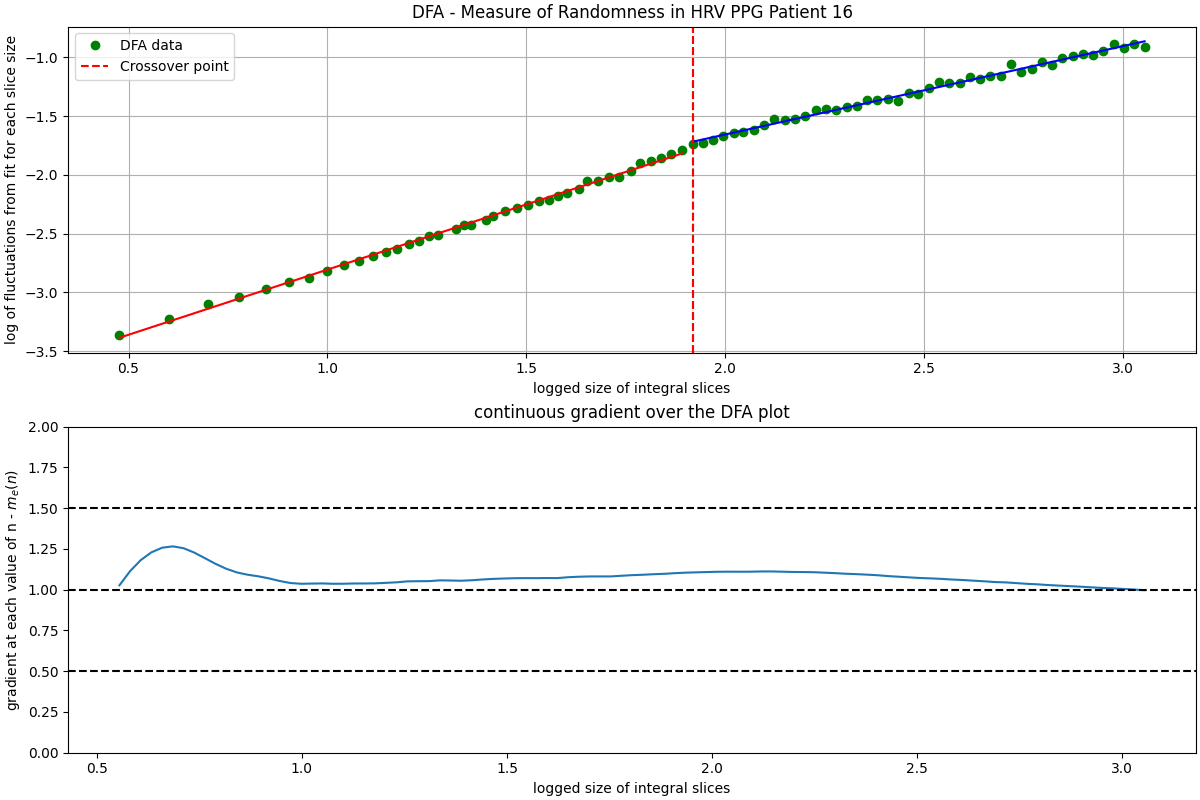 DFA - Measure of Randomness in HRV PPG Patient 16
log of fluctuations from fit for each slice size
−1.0
−1.5
−2.0
−2.5
−3.0
−3.5
DFA data
Crossover point
0.5 1.0 1.5 2.0 2.5 3.0
logged size of integral slices
continuous gradient over the DFA plot
gradient at each value of n - mₑ(n)
2.00
1.75
1.50
1.25
1.00
0.75
0.50
0.25
0.00
0.5 1.0 1.5 2.0 2.5 3.0
logged size of integral slices